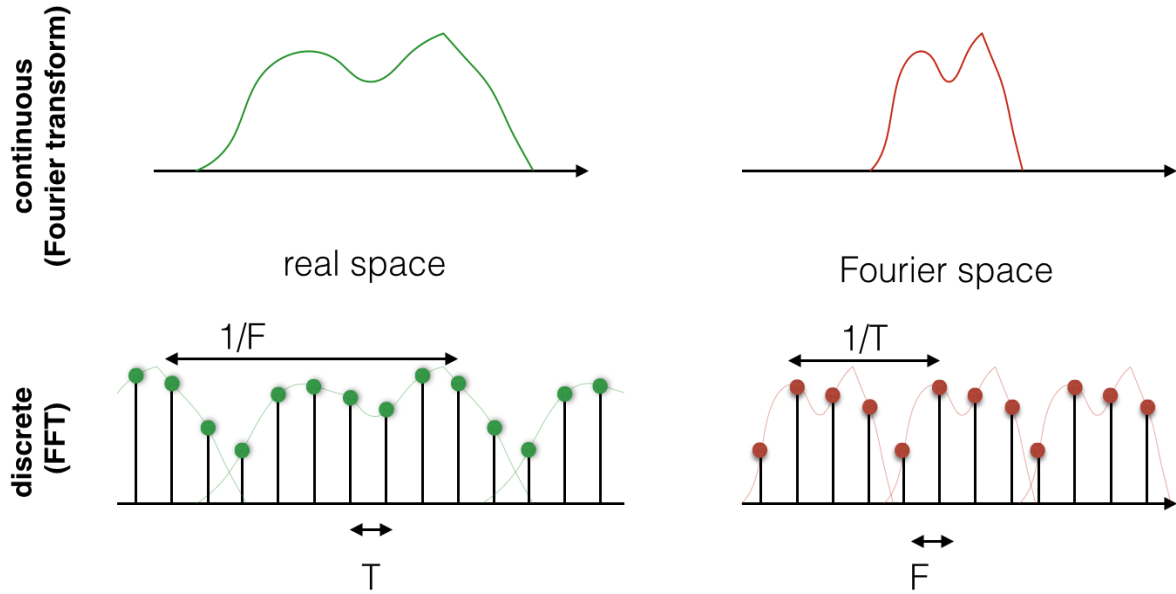 continuous
(Fourier transform)
real space
Fourier space
discrete
(FFT)
1/F
1/T
T
F